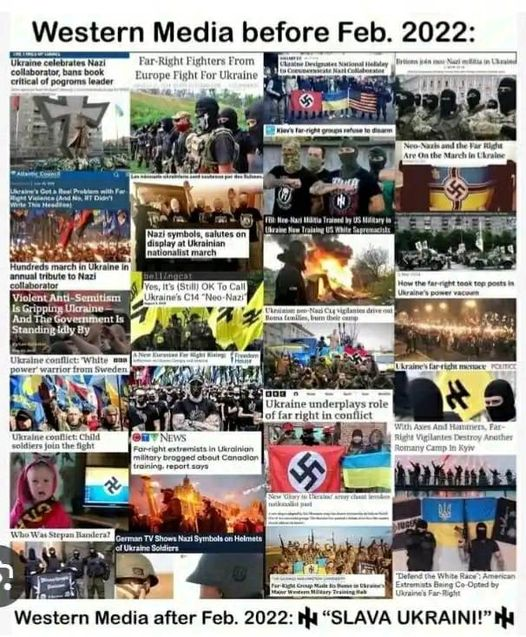 Western Media before Feb. 2022:
Ukraine celebrates Nazi
collaborator, bans book
critical of pogroms leader
Far-Right Fighters From
Europe Fight For Ukraine
Ukraine Designates National Holiday
to Commemorate Nazi Collaborator
Britons join neo-Nazi militia in Ukraine
Kiev's far-right groups refuse to disarm
Neo-Nazis and the Far Right
Are On the March in Ukraine
Atlantic Council
Ukraine's Got a Real Problem with Far-
Right Violence (And No, RT Didn't
Write This Headline)
Nazi symbols, salutes on
display at Ukrainian
nationalist march
FBI: Neo-Nazi Militia Trained by US Military in
Ukraine Now Training US White Supremacists
How the far-right took top posts in
Ukraine's power vacuum
Hundreds march in Ukraine in
annual tribute to Nazi
collaborator
bellingcat
Yes, It's (Still) OK To Call
Ukraine's C14 "Neo-Nazi"
Violent Anti-Semitism
Is Gripping Ukraine —
And The Government Is
Standing Idly By
Ukrainian neo-Nazi C14 vigilantes drive out
Roma families, burn their camp
Ukraine conflict: 'White
power' warrior from Sweden
BBC
A New Eurasian Far Right Rising
Freedom
House
Ukraine's far-right menace
POLITICO
BBC
Ukraine underplays role
of far right in conflict
With Axes And Hammers, Far-
Right Vigilantes Destroy Another
Romany Camp In Kyiv
Ukraine conflict: Child
soldiers join the fight
CTV NEWS
Far-right extremists in Ukrainian
military bragged about Canadian
training, report says
New 'Glory to Ukraine' army chant invokes
nationalist past
Who Was Stepan Bandera?
German TV Shows Nazi Symbols on Helmets
of Ukraine Soldiers
Far-Right Group Made Its Home in Ukraine's
Major Western Military Training Hub
"Defend the White Race": American
Extremists Being Co-Opted by
Ukraine's Far-Right
Western Media after Feb. 2022: "SLAVA UKRAINI!"